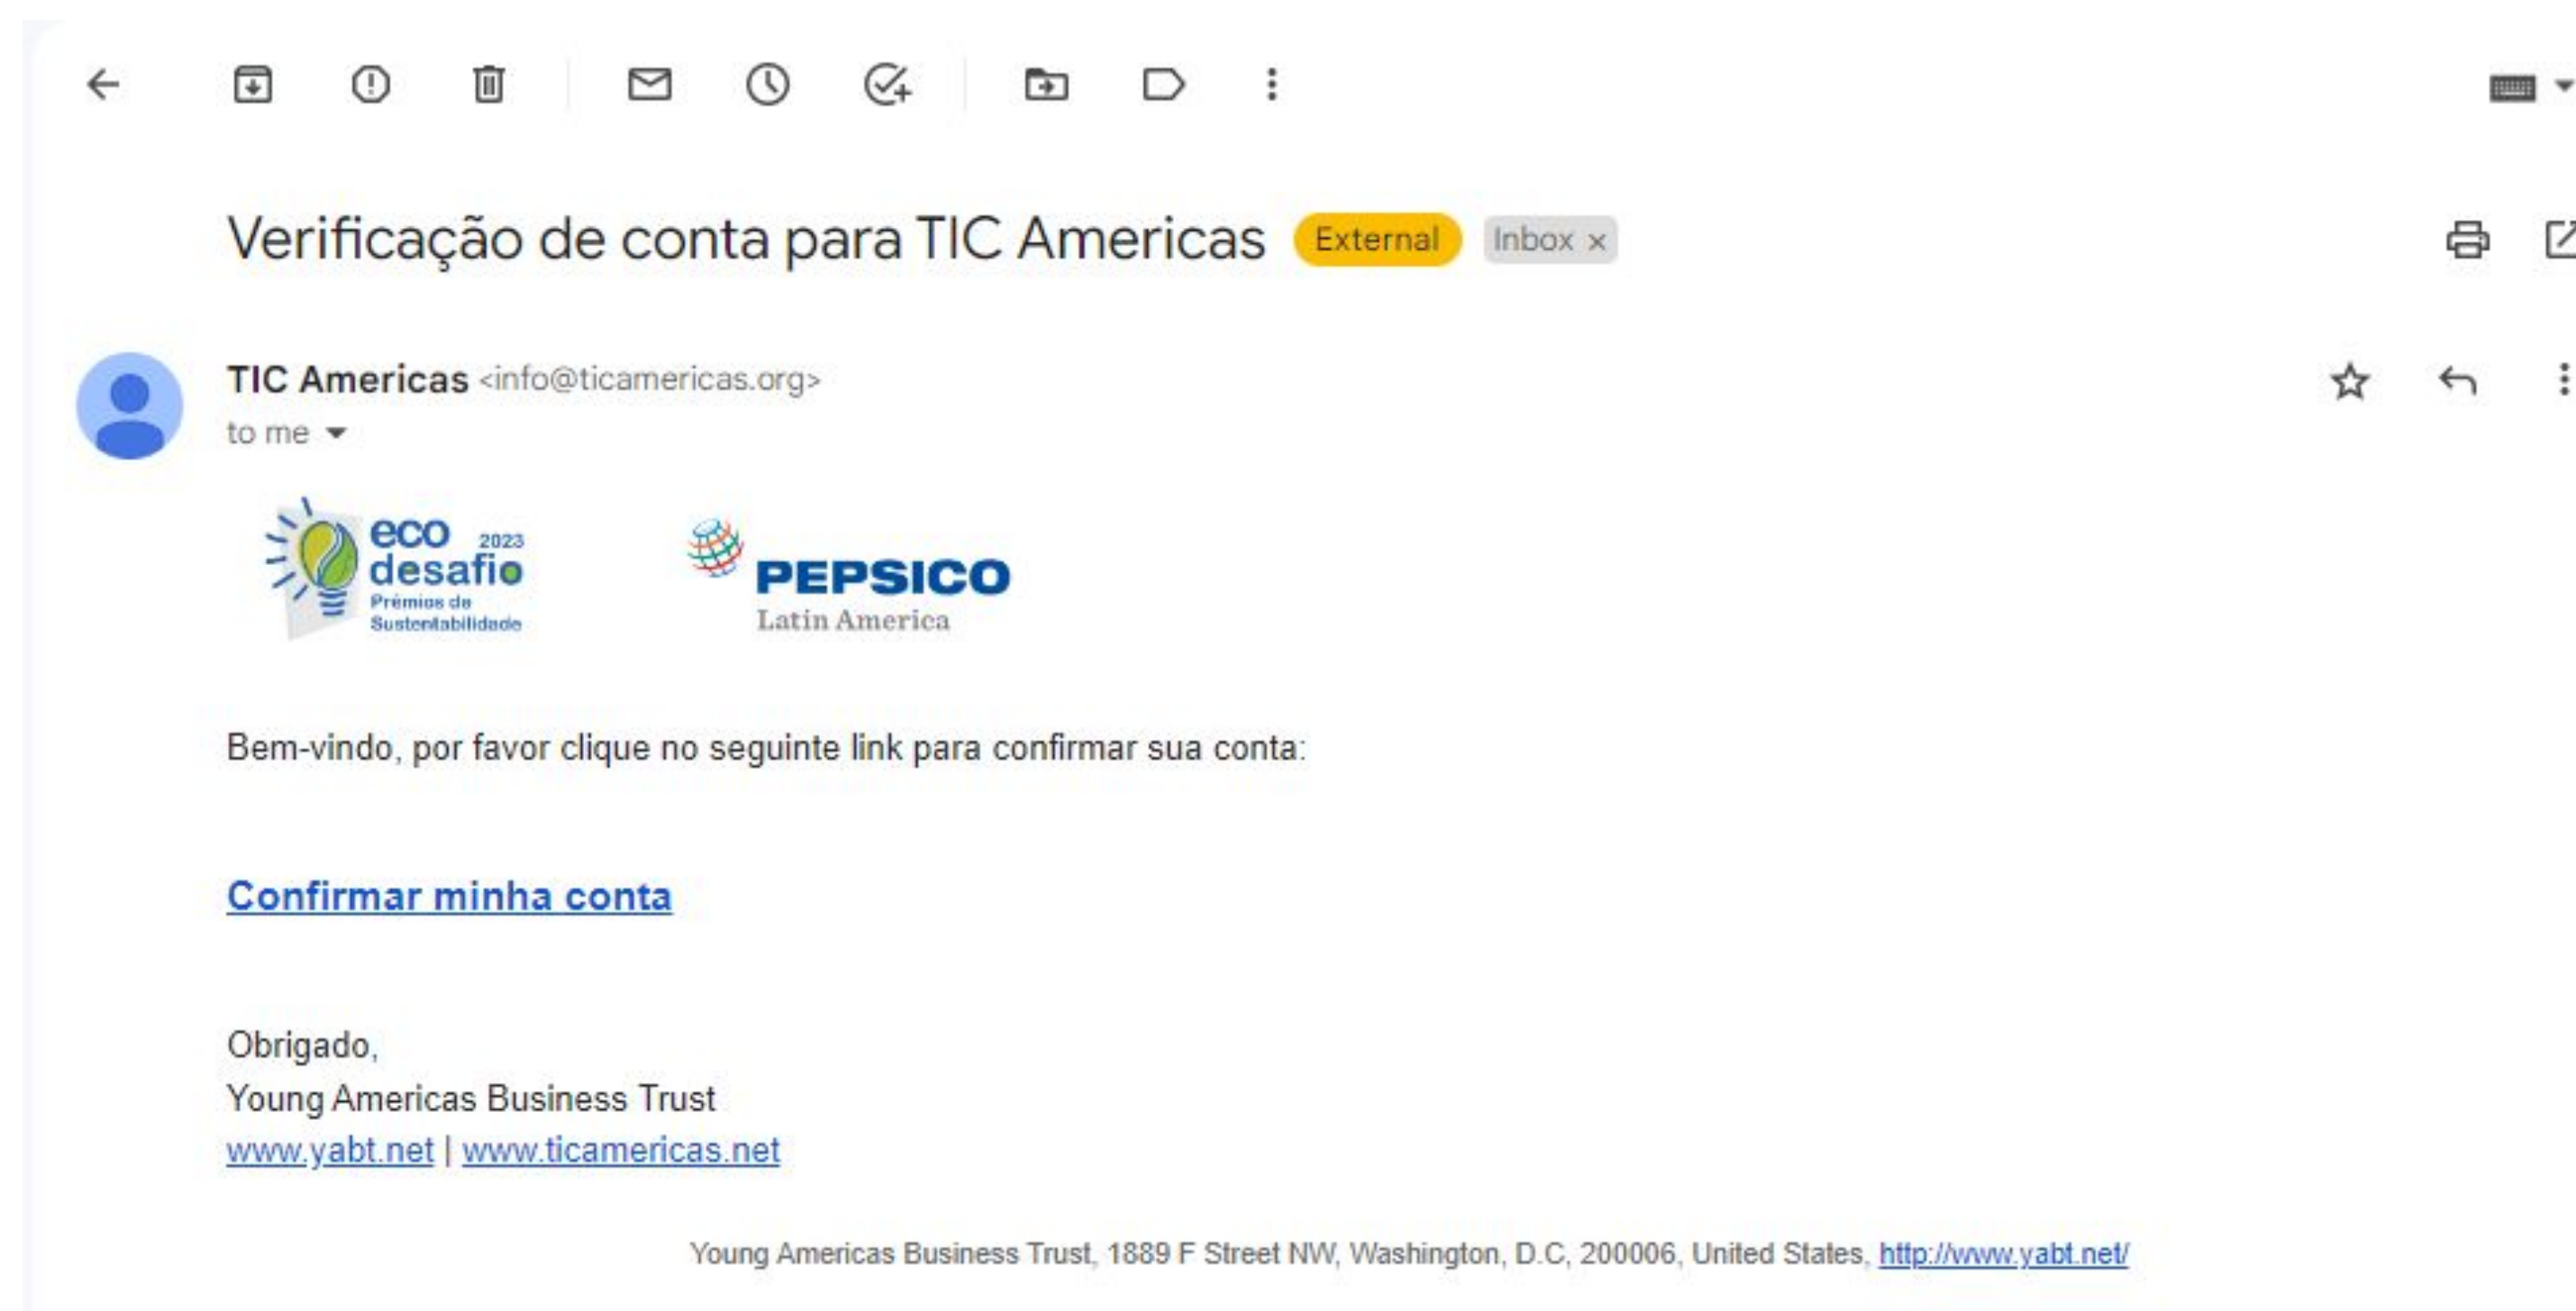 Verificação de conta para TIC Americas External Inbox ×
TIC Americas <info@ticamericas.org>
to me
eco 2023
desafio
Prêmios de
Sustentabilidade
PEPSICO
Latin America
Bem-vindo, por favor clique no seguinte link para confirmar sua conta:
Confirmar minha conta
Obrigado,
Young Americas Business Trust
www.yabt.net | www.ticamericas.net
Young Americas Business Trust, 1889 F Street NW, Washington, D.C, 200006, United States, http://www.yabt.net/